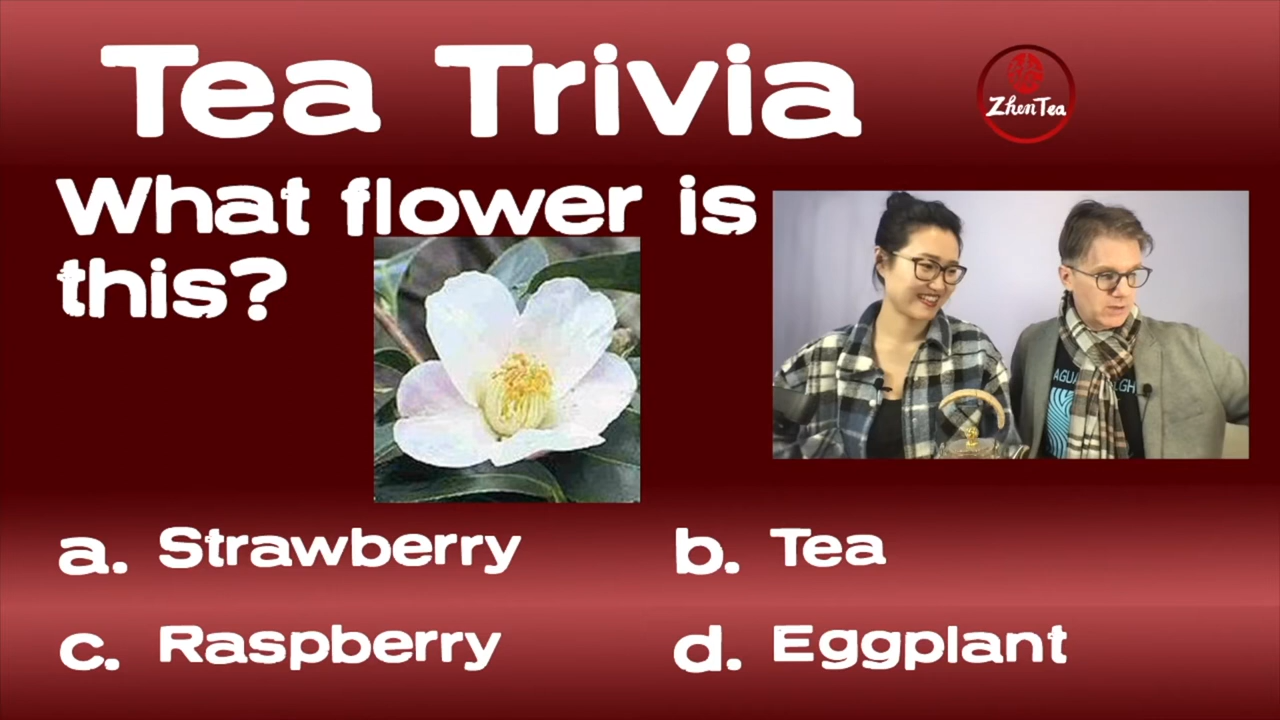 Tea Trivia
ZhenTea
What flower is
this?
a. Strawberry
b. Tea
c. Raspberry
d. Eggplant